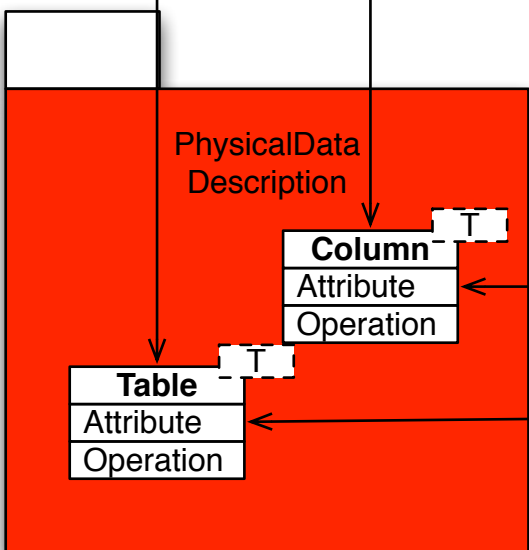 PhysicalData
Description
T
Column
Attribute
Operation
T
Table
Attribute
Operation